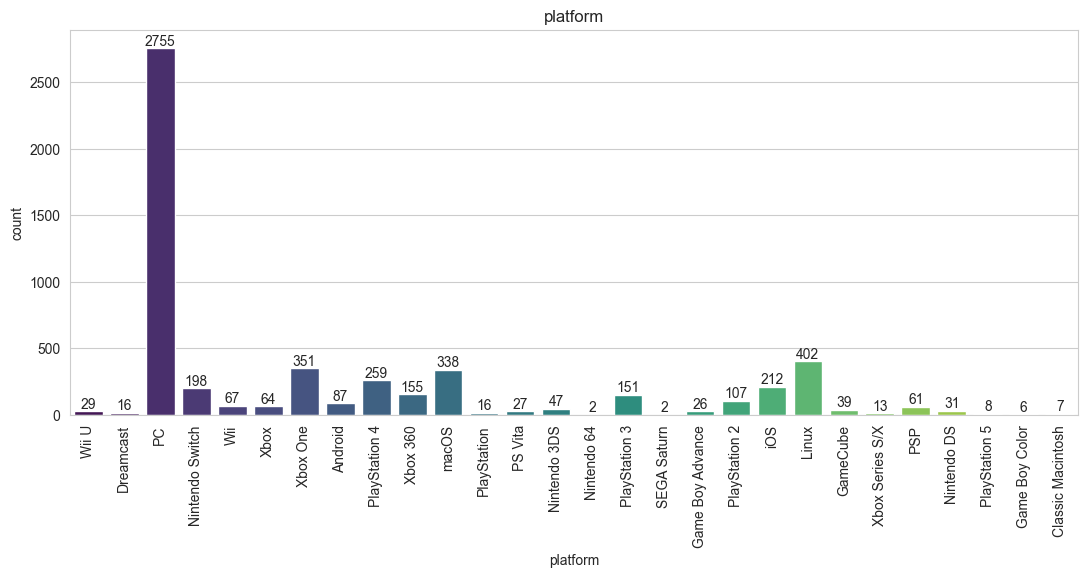 platform
2755
2500
2000
1500
1000
500
0
count
29
16
198
67
64
351
87
259
155
338
16
27
47
2
151
2
26
107
212
402
39
13
61
31
8
6
7
Wii U
Dreamcast
PC
Nintendo Switch
Wii
Xbox
Xbox One
Android
PlayStation 4
Xbox 360
macOS
PlayStation
PS Vita
Nintendo 3DS
Nintendo 64
PlayStation 3
SEGA Saturn
Game Boy Advance
PlayStation 2
iOS
Linux
GameCube
Xbox Series S/X
PSP
Nintendo DS
PlayStation 5
Game Boy Color
Classic Macintosh
platform